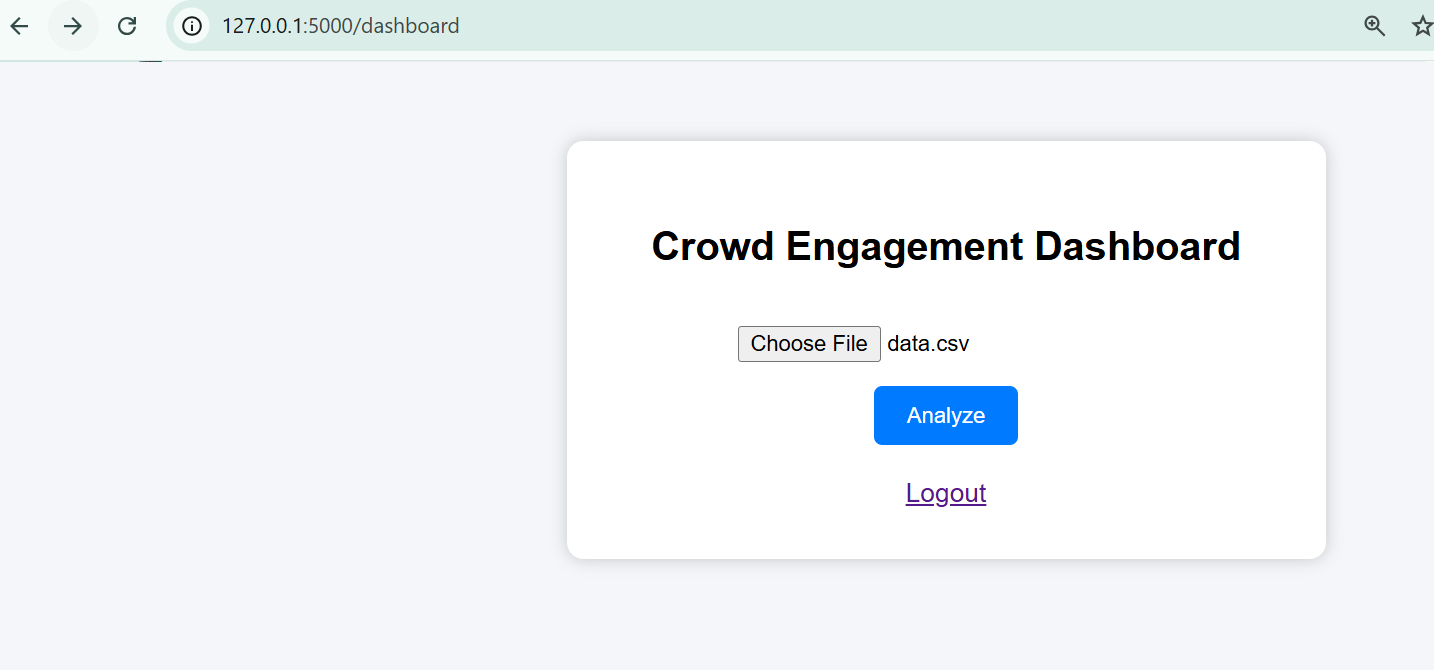 127.0.0.1:5000/dashboard
Crowd Engagement Dashboard
Choose File data.csv
Analyze
Logout